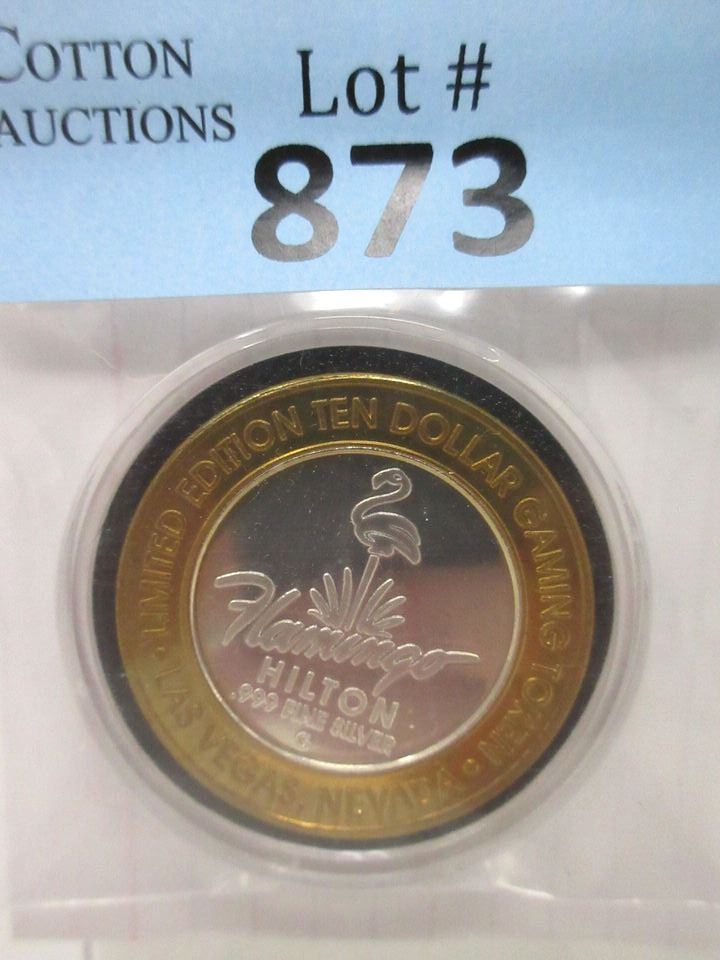 COTTON
AUCTIONS
Lot #
873
LIMITED EDITION TEN DOLLAR GAMING TOKEN
Flamingo
HILTON
.999 FINE SILVER
G
• LAS VEGAS, NEVADA •